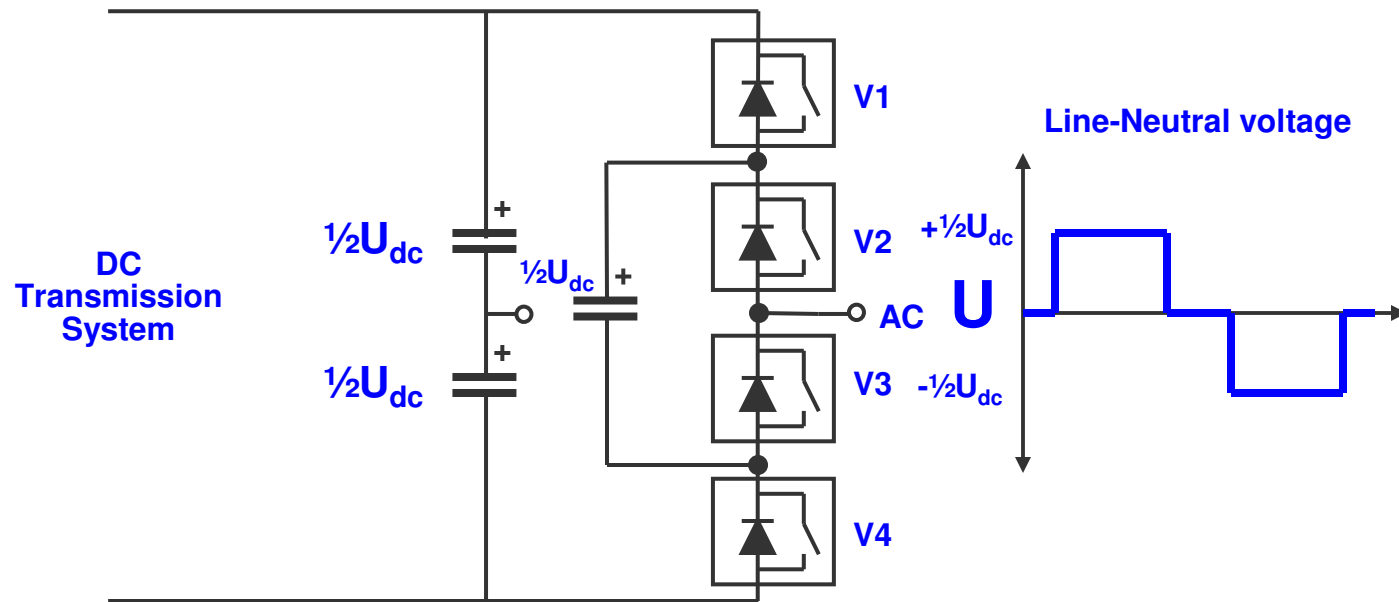 V1
Line-Neutral voltage
+
½Udc
V2
+½Udc
DC
Transmission
System
½Udc
+
AC
U
+
½Udc
V3
-½Udc
V4